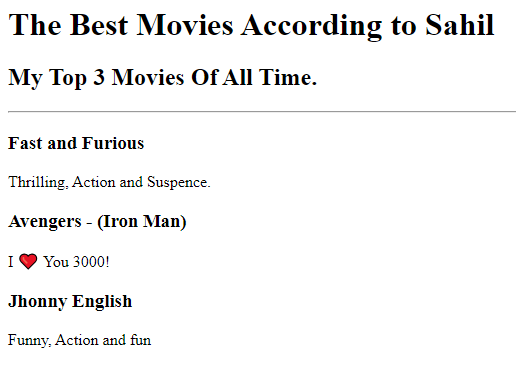 The Best Movies According to Sahil
My Top 3 Movies Of All Time.
Fast and Furious
Thrilling, Action and Suspence.
Avengers - (Iron Man)
I ❤️ You 3000!
Jhonny English
Funny, Action and fun